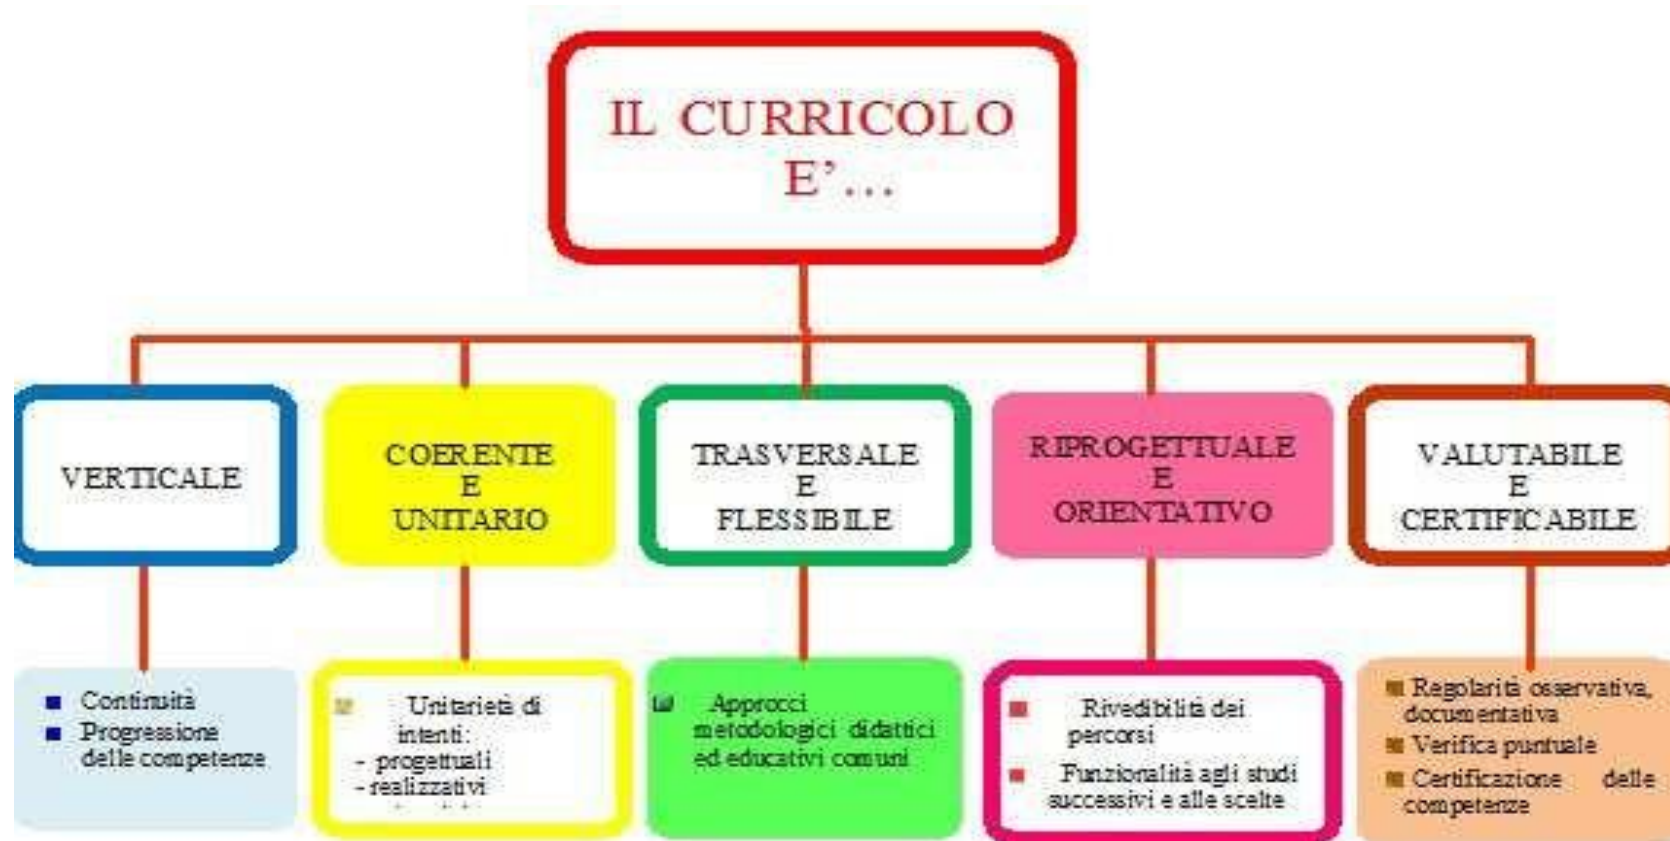 IL CURRICOLO
E’...
VERTICALE
COERENTE
E
UNITARIO
TRASVERSALE
E
FLESSIBILE
RIPROGETTUALE
E
ORIENTATIVO
VALUTABILE
E
CERTIFICABILE
Continuità
Progressione
delle competenze
Unitarietà di
intenti:
- progettuali
- realizzativi
Approcci
metodologici didattici
ed educativi comuni
Rivedibilità dei
percorsi
Funzionalità agli studi
successivi e alle scelte
Regolarità osservativa,
documentativa
Verifica puntuale
Certificazione delle
competenze